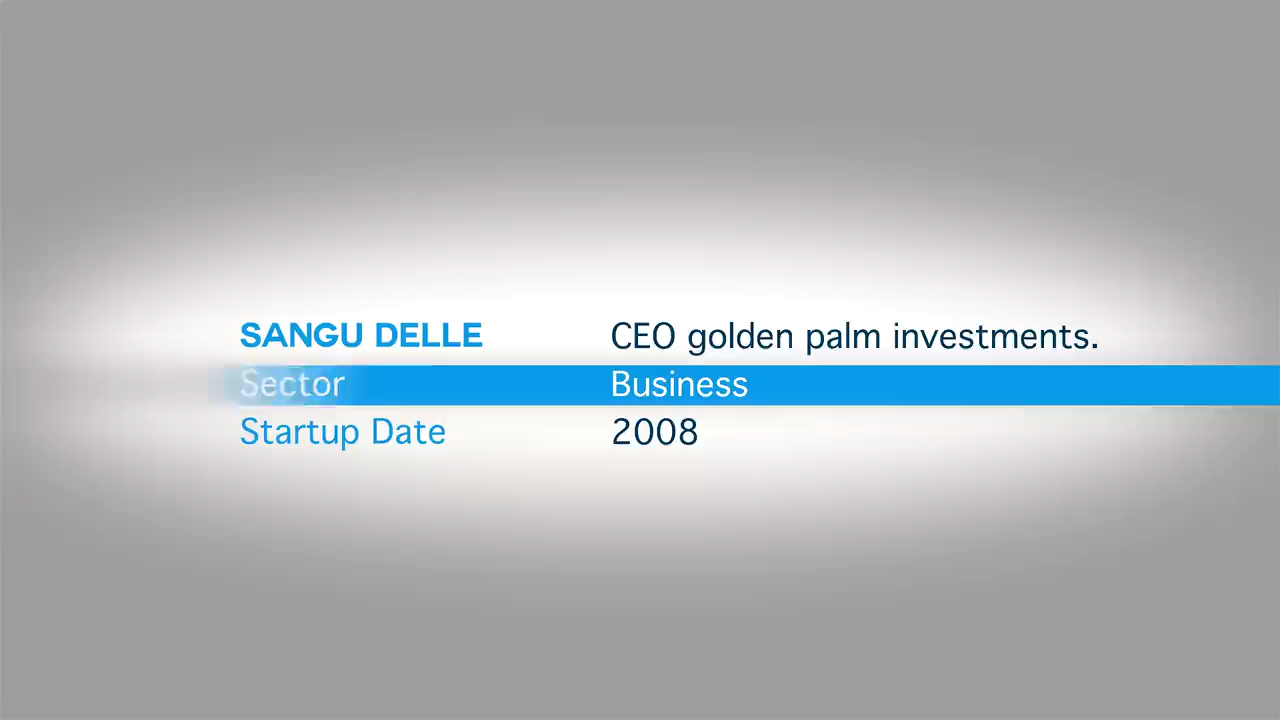 SANGU DELLE CEO golden palm investments.
Sector Business
Startup Date 2008